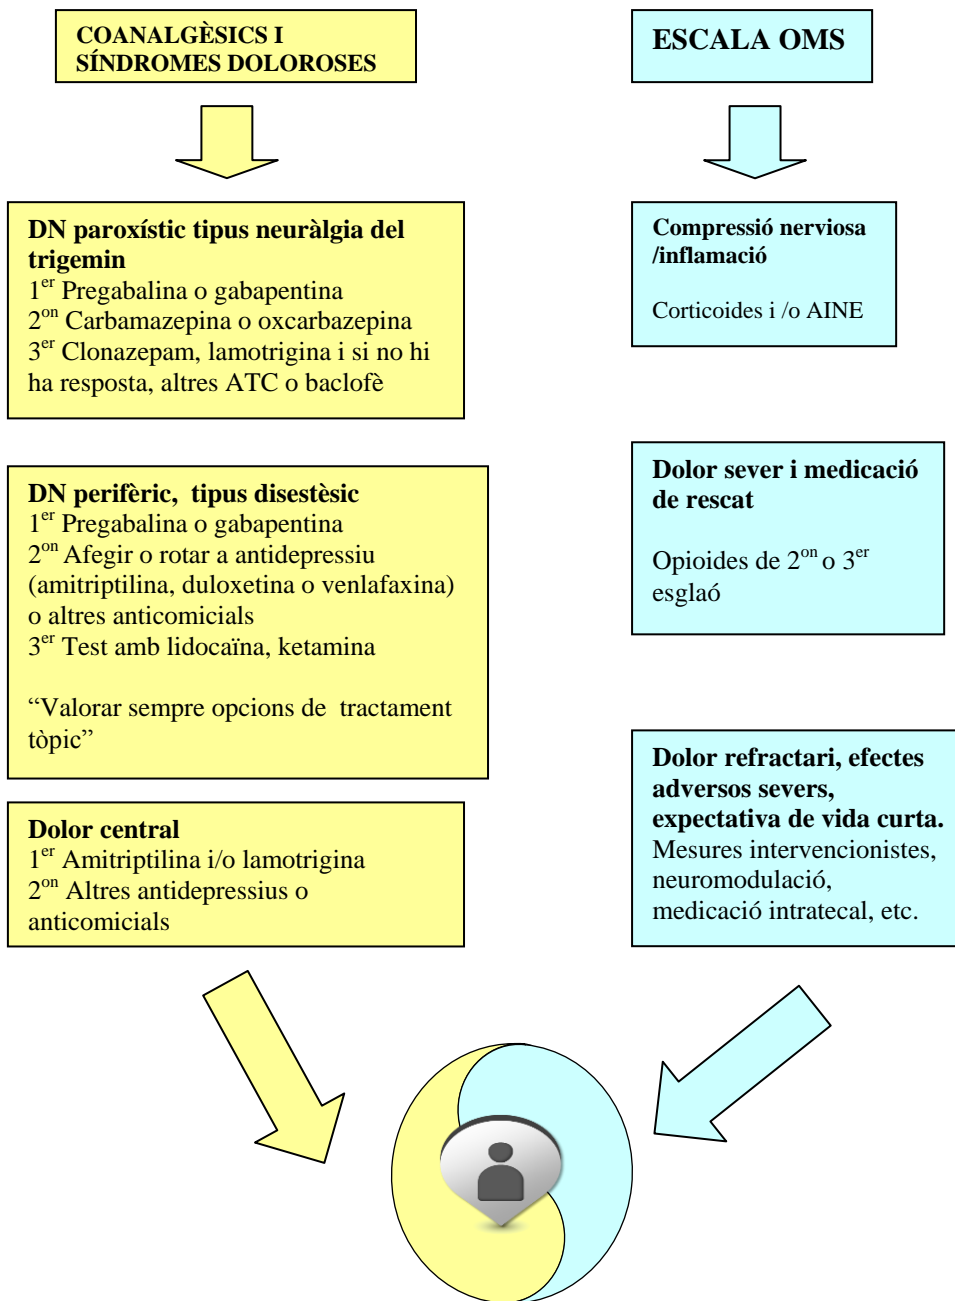 COANALGÈSICS I
SÍNDROMES DOLOROSES
DN paroxístic tipus neuràlgia del
trigemin
1er Pregabalina o gabapentina
2on Carbamazepina o oxcarbazepina
3er Clonazepam, lamotrigina i si no hi
ha resposta, altres ATC o baclofè
DN perifèric, tipus disestèsic
1er Pregabalina o gabapentina
2on Afegir o rotar a antidepressiu
(amitriptilina, duloxetina o venlafaxina)
o altres anticomicials
3er Test amb lidocaïna, ketamina
“Valorar sempre opcions de tractament
tòpic”
Dolor central
1er Amitriptilina i/o lamotrigina
2on Altres antidepressius o
anticomicials
ESCALA OMS
Compressió nerviosa
/inflamació
Corticoides i /o AINE
Dolor sever i medicació
de rescat
Opioides de 2on o 3er
esglaó
Dolor refractari, efectes
adversos severs,
expectativa de vida curta.
Mesures intervencionistes,
neuromodulació,
medicació intratecal, etc.